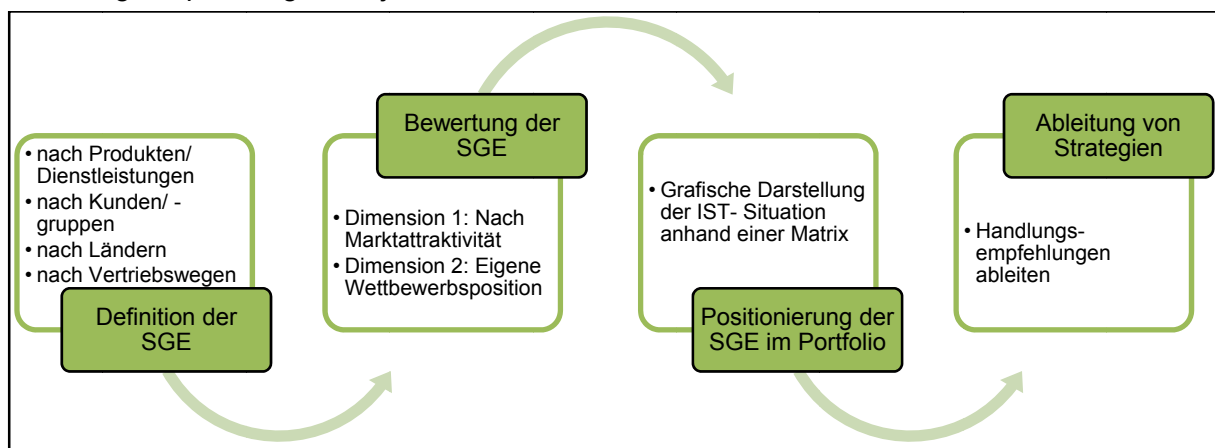 • nach Produkten/
Dienstleistungen
• nach Kunden/ -
gruppen
• nach Ländern
• nach Vertriebswegen
Definition der
SGE
Bewertung der
SGE
• Dimension 1: Nach
Marktattraktivität
• Dimension 2: Eigene
Wettbewerbsposition
• Grafische Darstellung
der IST- Situation
anhand einer Matrix
Positionierung der
SGE im Portfolio
Ableitung von
Strategien
• Handlungs-
empfehlungen
ableiten